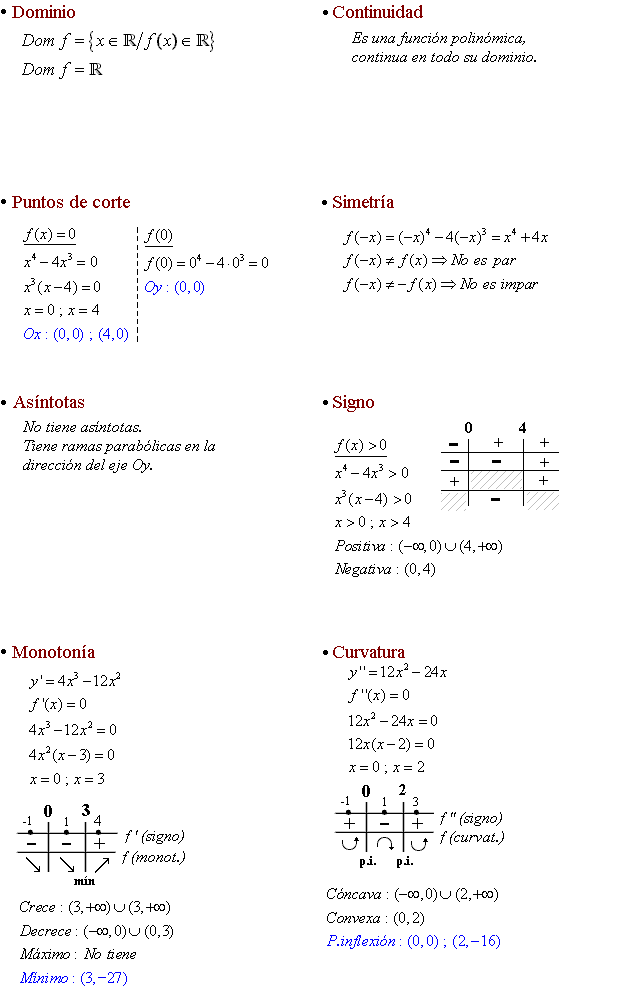 • Dominio
Dom f = {x ∈ ℝ/f(x) ∈ ℝ}
Dom f = ℝ
• Continuidad
Es una función polinómica,
continua en todo su dominio.
• Puntos de corte
f(x) = 0
x⁴ − 4x³ = 0
x³(x − 4) = 0
x = 0 ; x = 4
Ox : (0,0) ; (4,0)
f(0)
f(0) = 0⁴ − 4·0³ = 0
Oy : (0,0)
• Simetría
f(−x) = (−x)⁴ − 4(−x)³ = x⁴ + 4x
f(−x) ≠ f(x) ⇒ No es par
f(−x) ≠ −f(x) ⇒ No es impar
• Asíntotas
No tiene asíntotas.
Tiene ramas parabólicas en la
dirección del eje Oy.
• Signo
f(x) > 0
x⁴ − 4x³ > 0
x³(x − 4) > 0
x > 0 ; x > 4
0 4
− + +
− − +
+ +
−
Positiva : (−∞,0) ∪ (4,+∞)
Negativa : (0,4)
• Monotonía
y' = 4x³ − 12x²
f'(x) = 0
4x³ − 12x² = 0
4x²(x − 3) = 0
x = 0 ; x = 3
0 3
-1 1 4
− − + f' (signo)
↘ ↘ ↗ f (monot.)
mín
Crece : (3,+∞) ∪ (3,+∞)
Decrece : (−∞,0) ∪ (0,3)
Máximo : No tiene
Mínimo : (3,−27)
• Curvatura
y'' = 12x² − 24x
f''(x) = 0
12x² − 24x = 0
12x(x − 2) = 0
x = 0 ; x = 2
0 2
-1 1 3
+ − + f'' (signo)
f (curvat.)
p.i. p.i.
Cóncava : (−∞,0) ∪ (2,+∞)
Convexa : (0,2)
P.inflexión : (0,0) ; (2,−16)